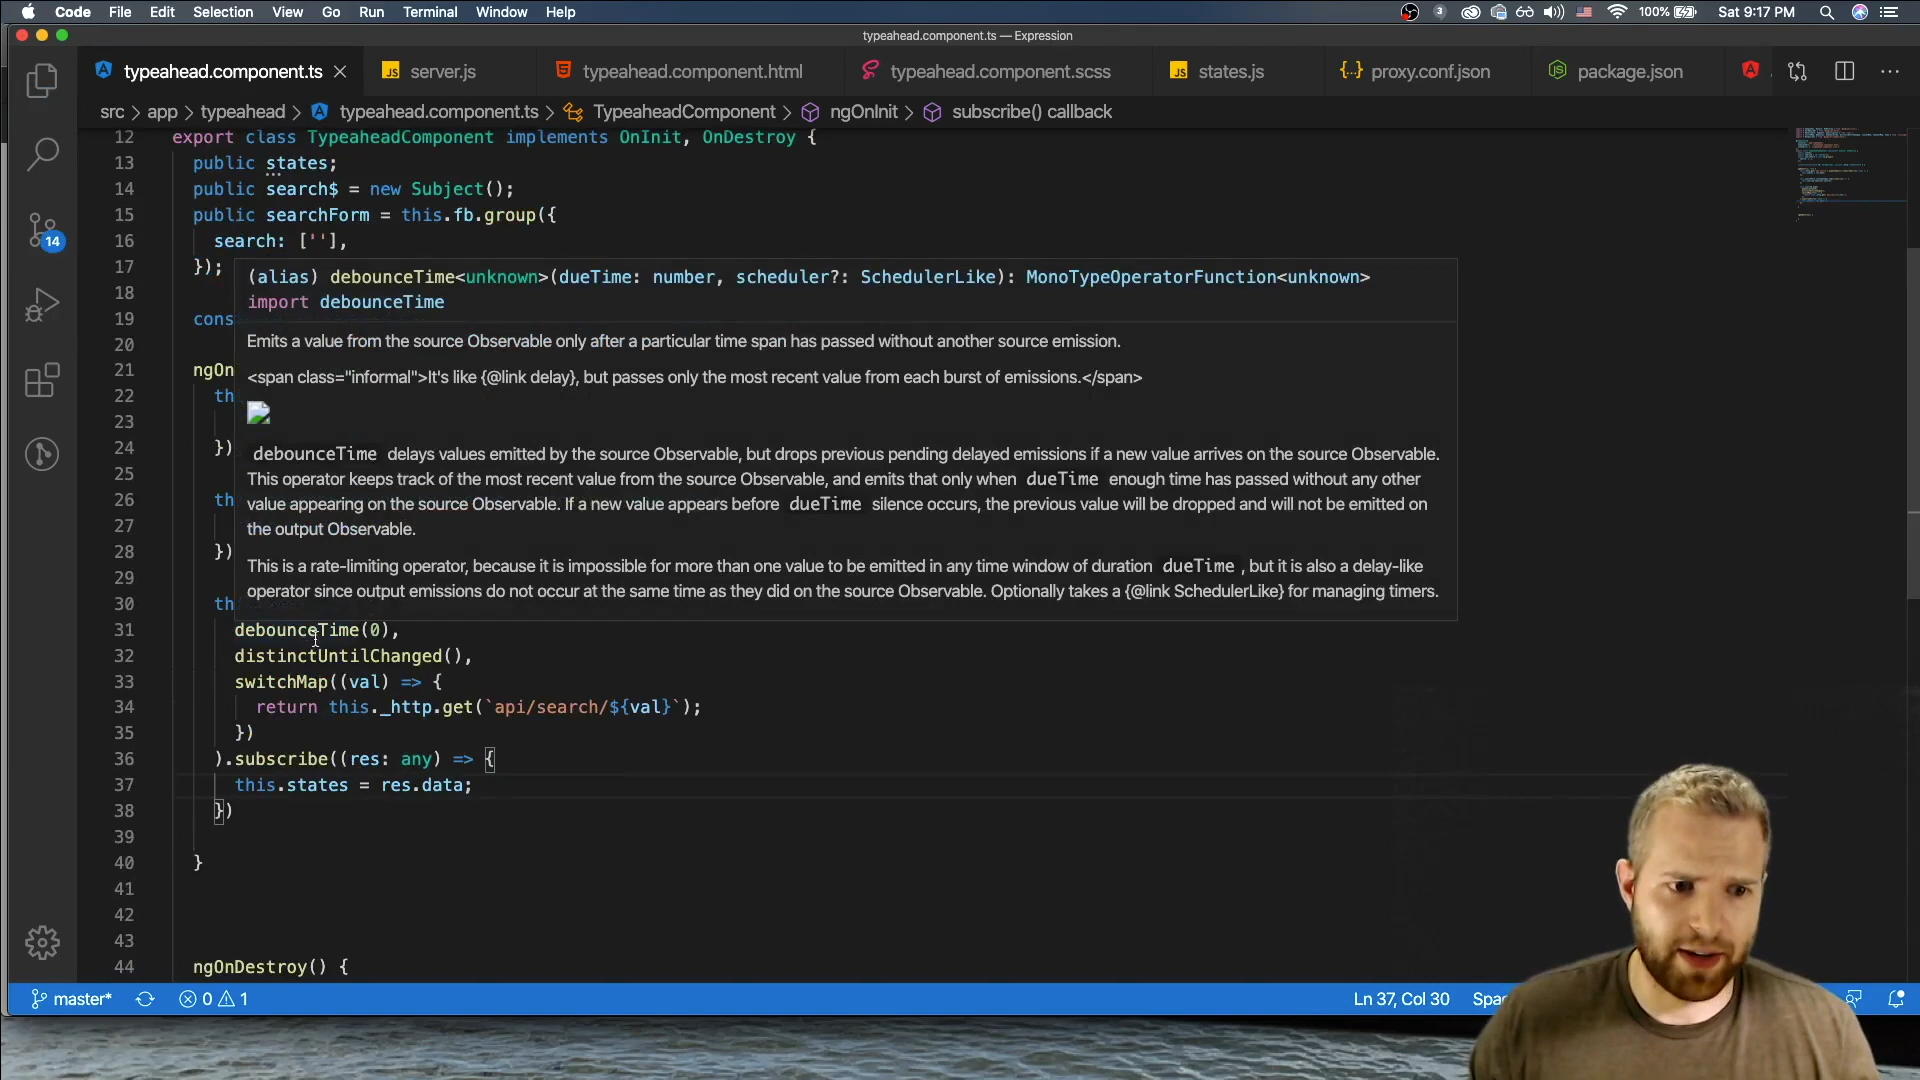 Code File Edit Selection View Go Run Terminal Window Help 3 100% Sat 9:17 PM
typeahead.component.ts — Expression
typeahead.component.ts JS server.js typeahead.component.html typeahead.component.scss JS states.js {··} proxy.conf.json package.json
src > app > typeahead > typeahead.component.ts > TypeaheadComponent > ngOnInit > subscribe() callback
12 export class TypeaheadComponent implements OnInit, OnDestroy {
13 public states;
14 public search$ = new Subject();
15 public searchForm = this.fb.group({
16 search: [''],
17 });
(alias) debounceTime<unknown>(dueTime: number, scheduler?: SchedulerLike): MonoTypeOperatorFunction<unknown>
18
import debounceTime
19 cons
Emits a value from the source Observable only after a particular time span has passed without another source emission.
20
21 ngOn
<span class="informal">It's like {@link delay}, but passes only the most recent value from each burst of emissions.</span>
22 th
23
24 })
debounceTime delays values emitted by the source Observable, but drops previous pending delayed emissions if a new value arrives on the source Observable.
25
This operator keeps track of the most recent value from the source Observable, and emits that only when dueTime enough time has passed without any other
26 th
value appearing on the source Observable. If a new value appears before dueTime silence occurs, the previous value will be dropped and will not be emitted on
27
the output Observable.
28 })
This is a rate-limiting operator, because it is impossible for more than one value to be emitted in any time window of duration dueTime , but it is also a delay-like
29
operator since output emissions do not occur at the same time as they did on the source Observable. Optionally takes a {@link SchedulerLike} for managing timers.
30 th
31 debounceTime(0),
32 distinctUntilChanged(),
33 switchMap((val) => {
34 return this._http.get(`api/search/${val}`);
35 })
36 ).subscribe((res: any) => {
37 this.states = res.data;
38 })
39
40 }
41
42
43
44 ngOnDestroy() {
14
master* 0 1 Ln 37, Col 30 Spac